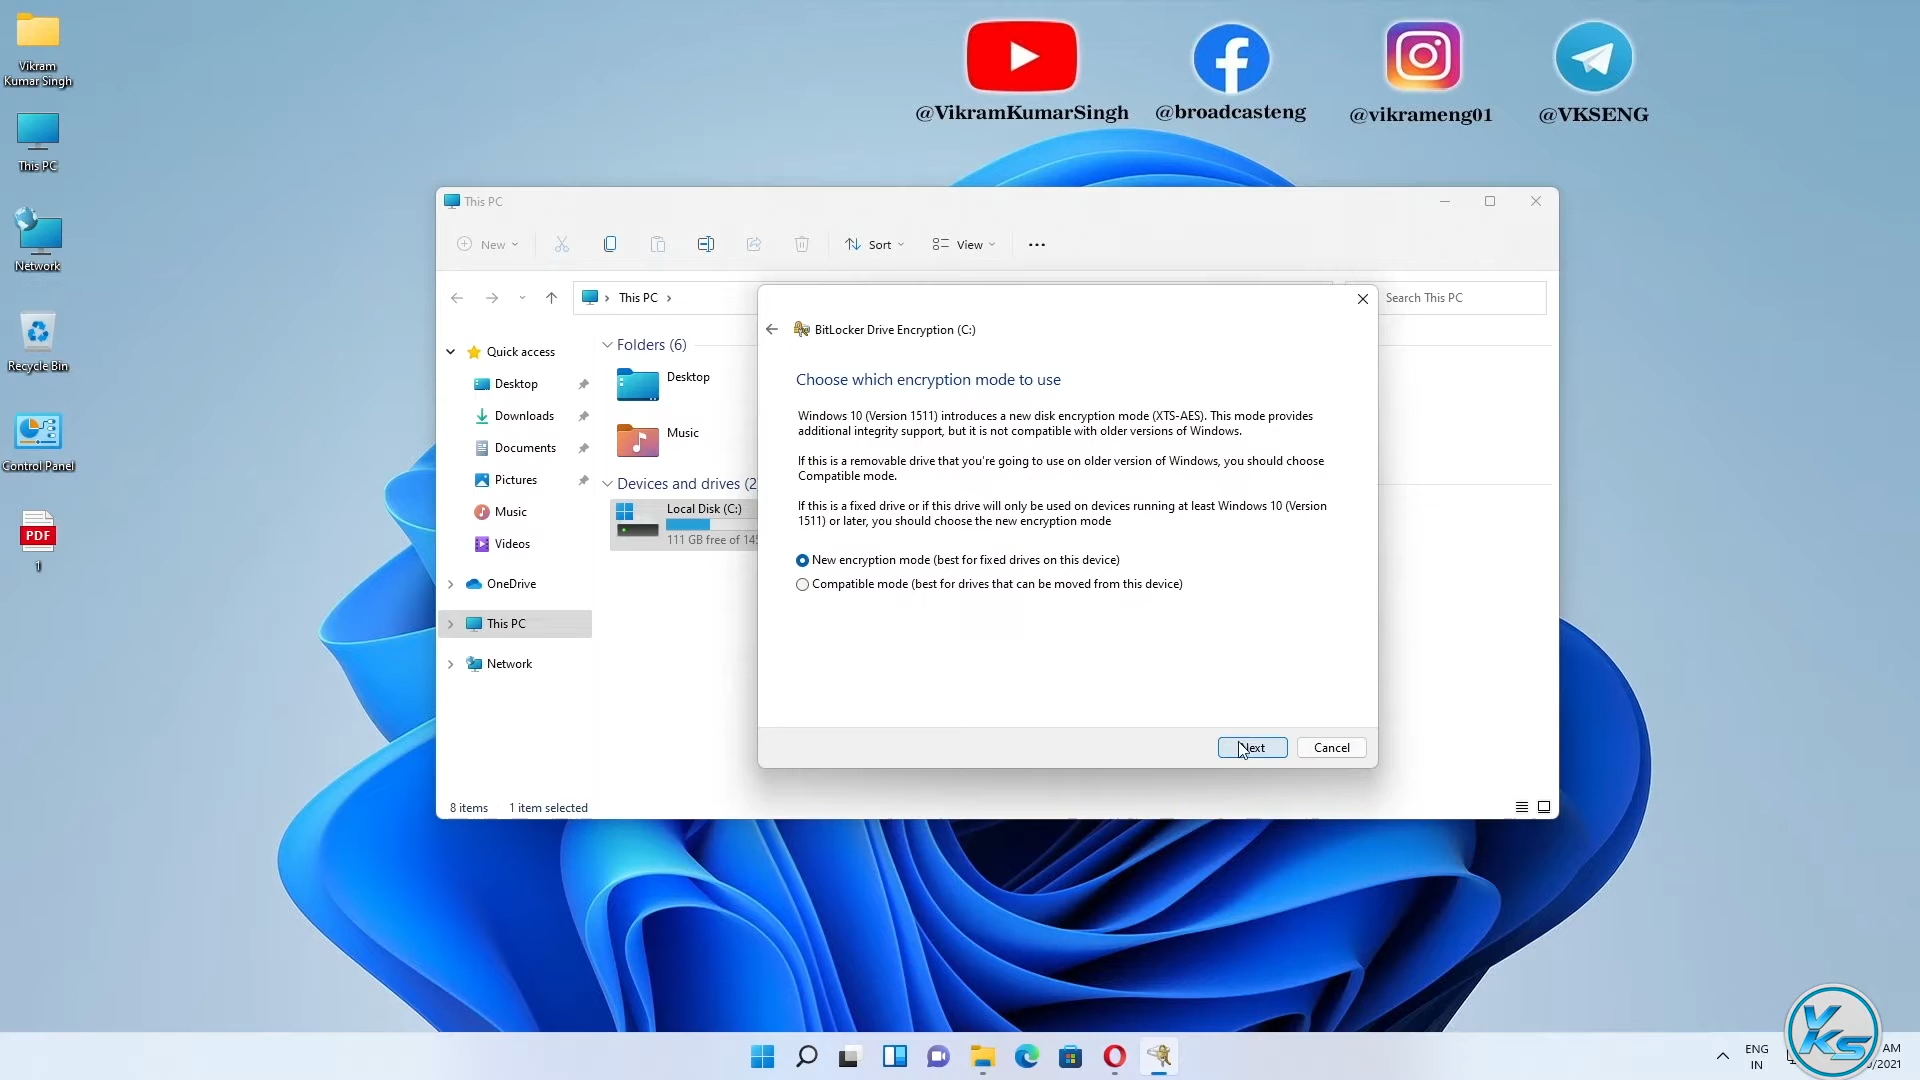 Vikram
Kumar Singh
This PC
Network
Recycle Bin
Control Panel
PDF
1
@VikramKumarSingh
@broadcasteng
@vikrameng01
@VKSENG
This PC
New
Sort
View
This PC
Search This PC
Quick access
Desktop
Downloads
Documents
Pictures
Music
Videos
OneDrive
This PC
Network
Folders (6)
Desktop
Music
Devices and drives (2
Local Disk (C:)
111 GB free of 145
8 items
1 item selected
BitLocker Drive Encryption (C:)
Choose which encryption mode to use
Windows 10 (Version 1511) introduces a new disk encryption mode (XTS-AES). This mode provides
additional integrity support, but it is not compatible with older versions of Windows.
If this is a removable drive that you're going to use on older version of Windows, you should choose
Compatible mode.
If this is a fixed drive or if this drive will only be used on devices running at least Windows 10 (Version
1511) or later, you should choose the new encryption mode
New encryption mode (best for fixed drives on this device)
Compatible mode (best for drives that can be moved from this device)
Next
Cancel
ENG
IN
AM
/2021
VKS